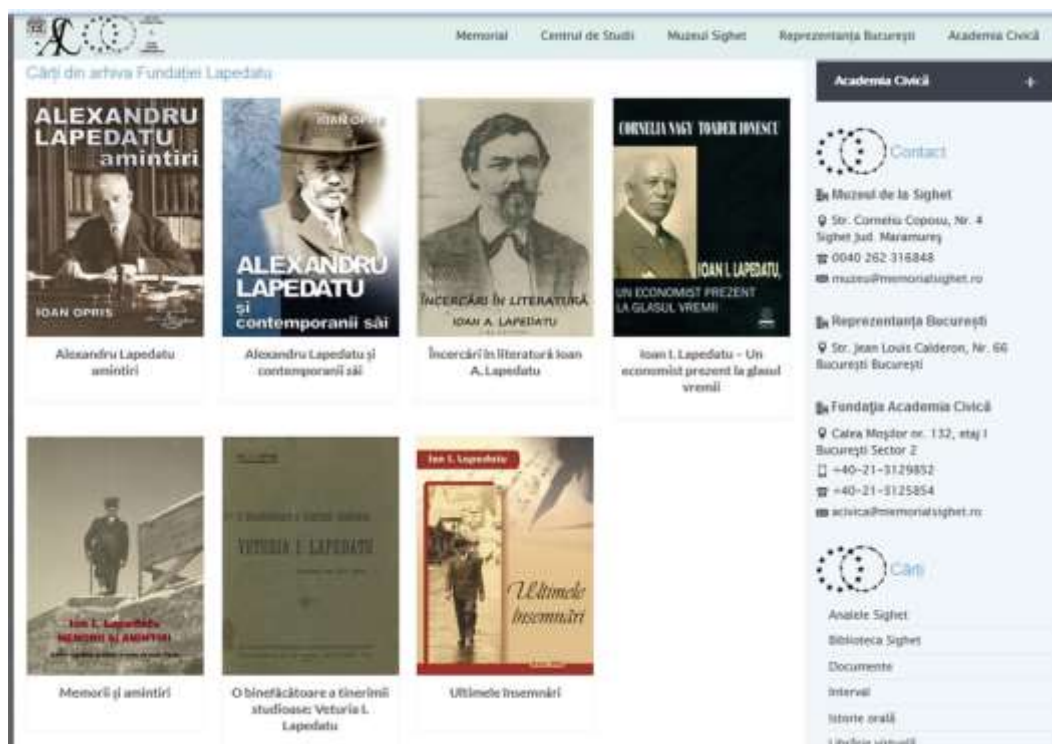 Memorial Centrul de Studii Muzeul Sighet Reprezentanța București Academia Civică
Cărți din arhiva Fundației Lapedatu
ALEXANDRU
LAPEDATU
amintiri
IOAN OPRIS
Alexandru Lapedatu
amintiri
IOAN OPRIS
ALEXANDRU
LAPEDATU
și
contemporanii săi
Alexandru Lapedatu și
contemporanii săi
ÎNCERCĂRI ÎN LITERATURĂ
IOAN A. LAPEDATU
Încercări în literatură Ioan
A. Lapedatu
CORNELIA NAGY TOADER IONESCU
IOAN I. LAPEDATU,
UN ECONOMIST PREZENT
LA GLASUL VREMII
Ioan I. Lapedatu – Un
economist prezent la glasul
vremii
Ion I. Lapedatu
MEMORII ȘI AMINTIRI
Memorii și amintiri
VETURIA I. LAPEDATU
O binefăcătoare a tinerimii
studioase: Veturia I.
Lapedatu
Ion I. Lapedatu
Ultimele
însemnări
Ultimele însemnări
Academia Civică +
Contact
Muzeul de la Sighet
Str. Corneliu Coposu, Nr. 4
Sighet Jud. Maramureș
0040 262 316848
muzeu@memorialsighet.ro
Reprezentanța București
Str. Jean Louis Calderon, Nr. 66
București București
Fundația Academia Civică
Calea Moșilor nr. 132, etaj I
București Sector 2
+40-21-3129852
+40-21-3125854
acivica@memorialsighet.ro
Cărți
Analele Sighet
Biblioteca Sighet
Documente
Interval
Istorie orală
Librărie virtuală